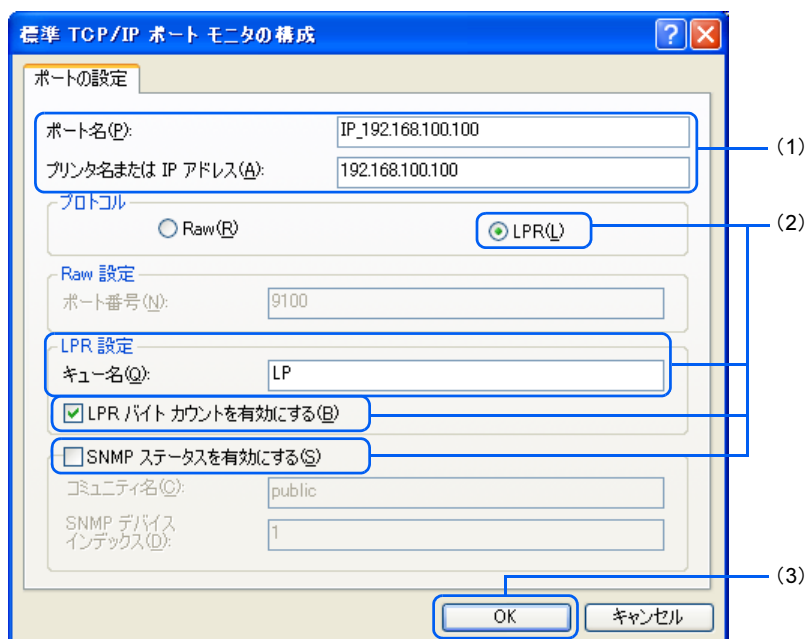 標準 TCP/IP ポート モニタの構成
ポートの設定
ポート名(P): IP_192.168.100.100
(1)
プリンタ名または IP アドレス(A): 192.168.100.100
プロトコル
(2)
Raw(R) LPR(L)
Raw 設定
ポート番号(N): 9100
LPR 設定
キュー名(Q): LP
LPR バイト カウントを有効にする(B)
SNMP ステータスを有効にする(S)
コミュニティ名(C): public
SNMP デバイス
インデックス(D): 1
(3)
OK キャンセル